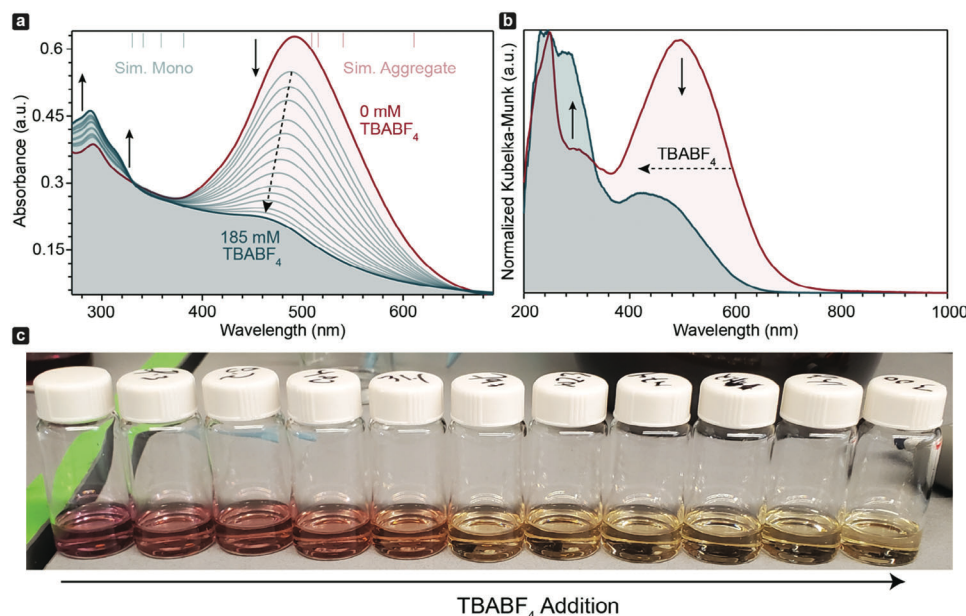 a
0.6
0.45
0.3
0.15
Absorbance (a.u.)
Sim. Mono
Sim. Aggregate
0 mM
TBABF4
185 mM
TBABF4
300
400
500
600
Wavelength (nm)
b
Normalized Kubelka-Munk (a.u.)
TBABF4
200
400
600
800
1000
Wavelength (nm)
c
TBABF4 Addition